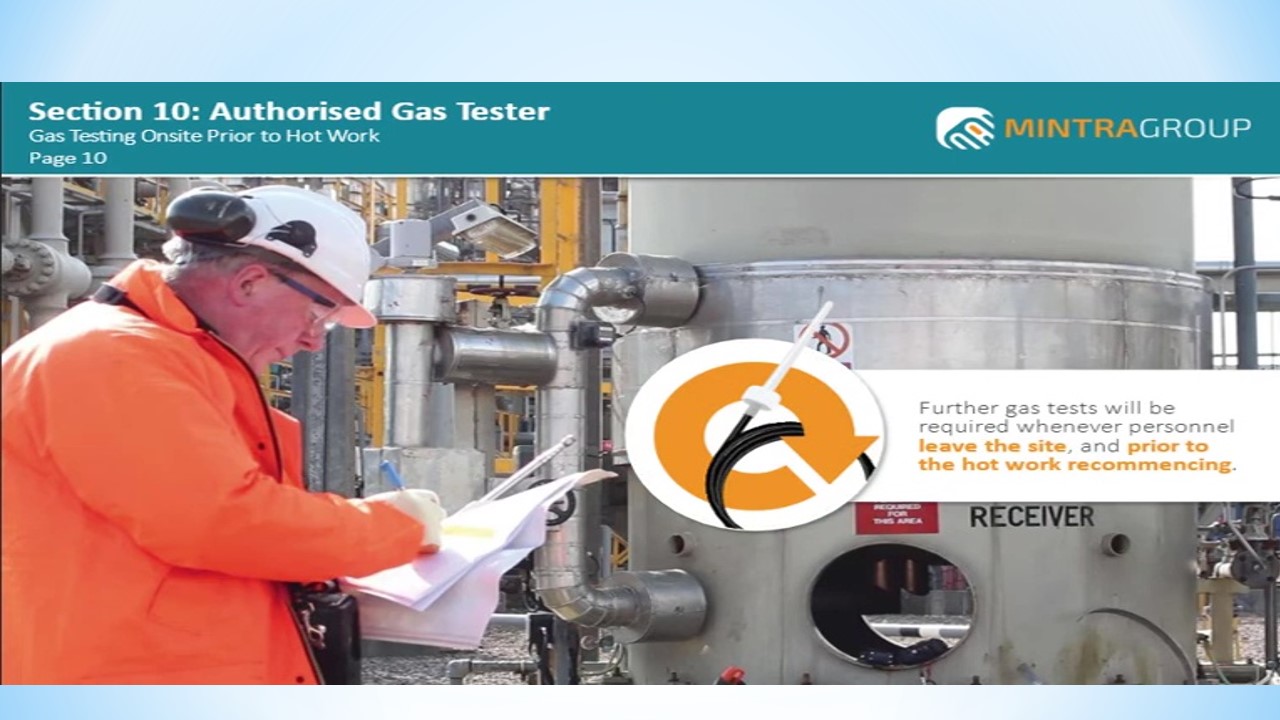 Section 10: Authorised Gas Tester
Gas Testing Onsite Prior to Hot Work
Page 10
MINTRAGROUP
Further gas tests will be
required whenever personnel
leave the site, and prior to
the hot work recommencing.
REQUIRED
FOR
THIS AREA
RECEIVER